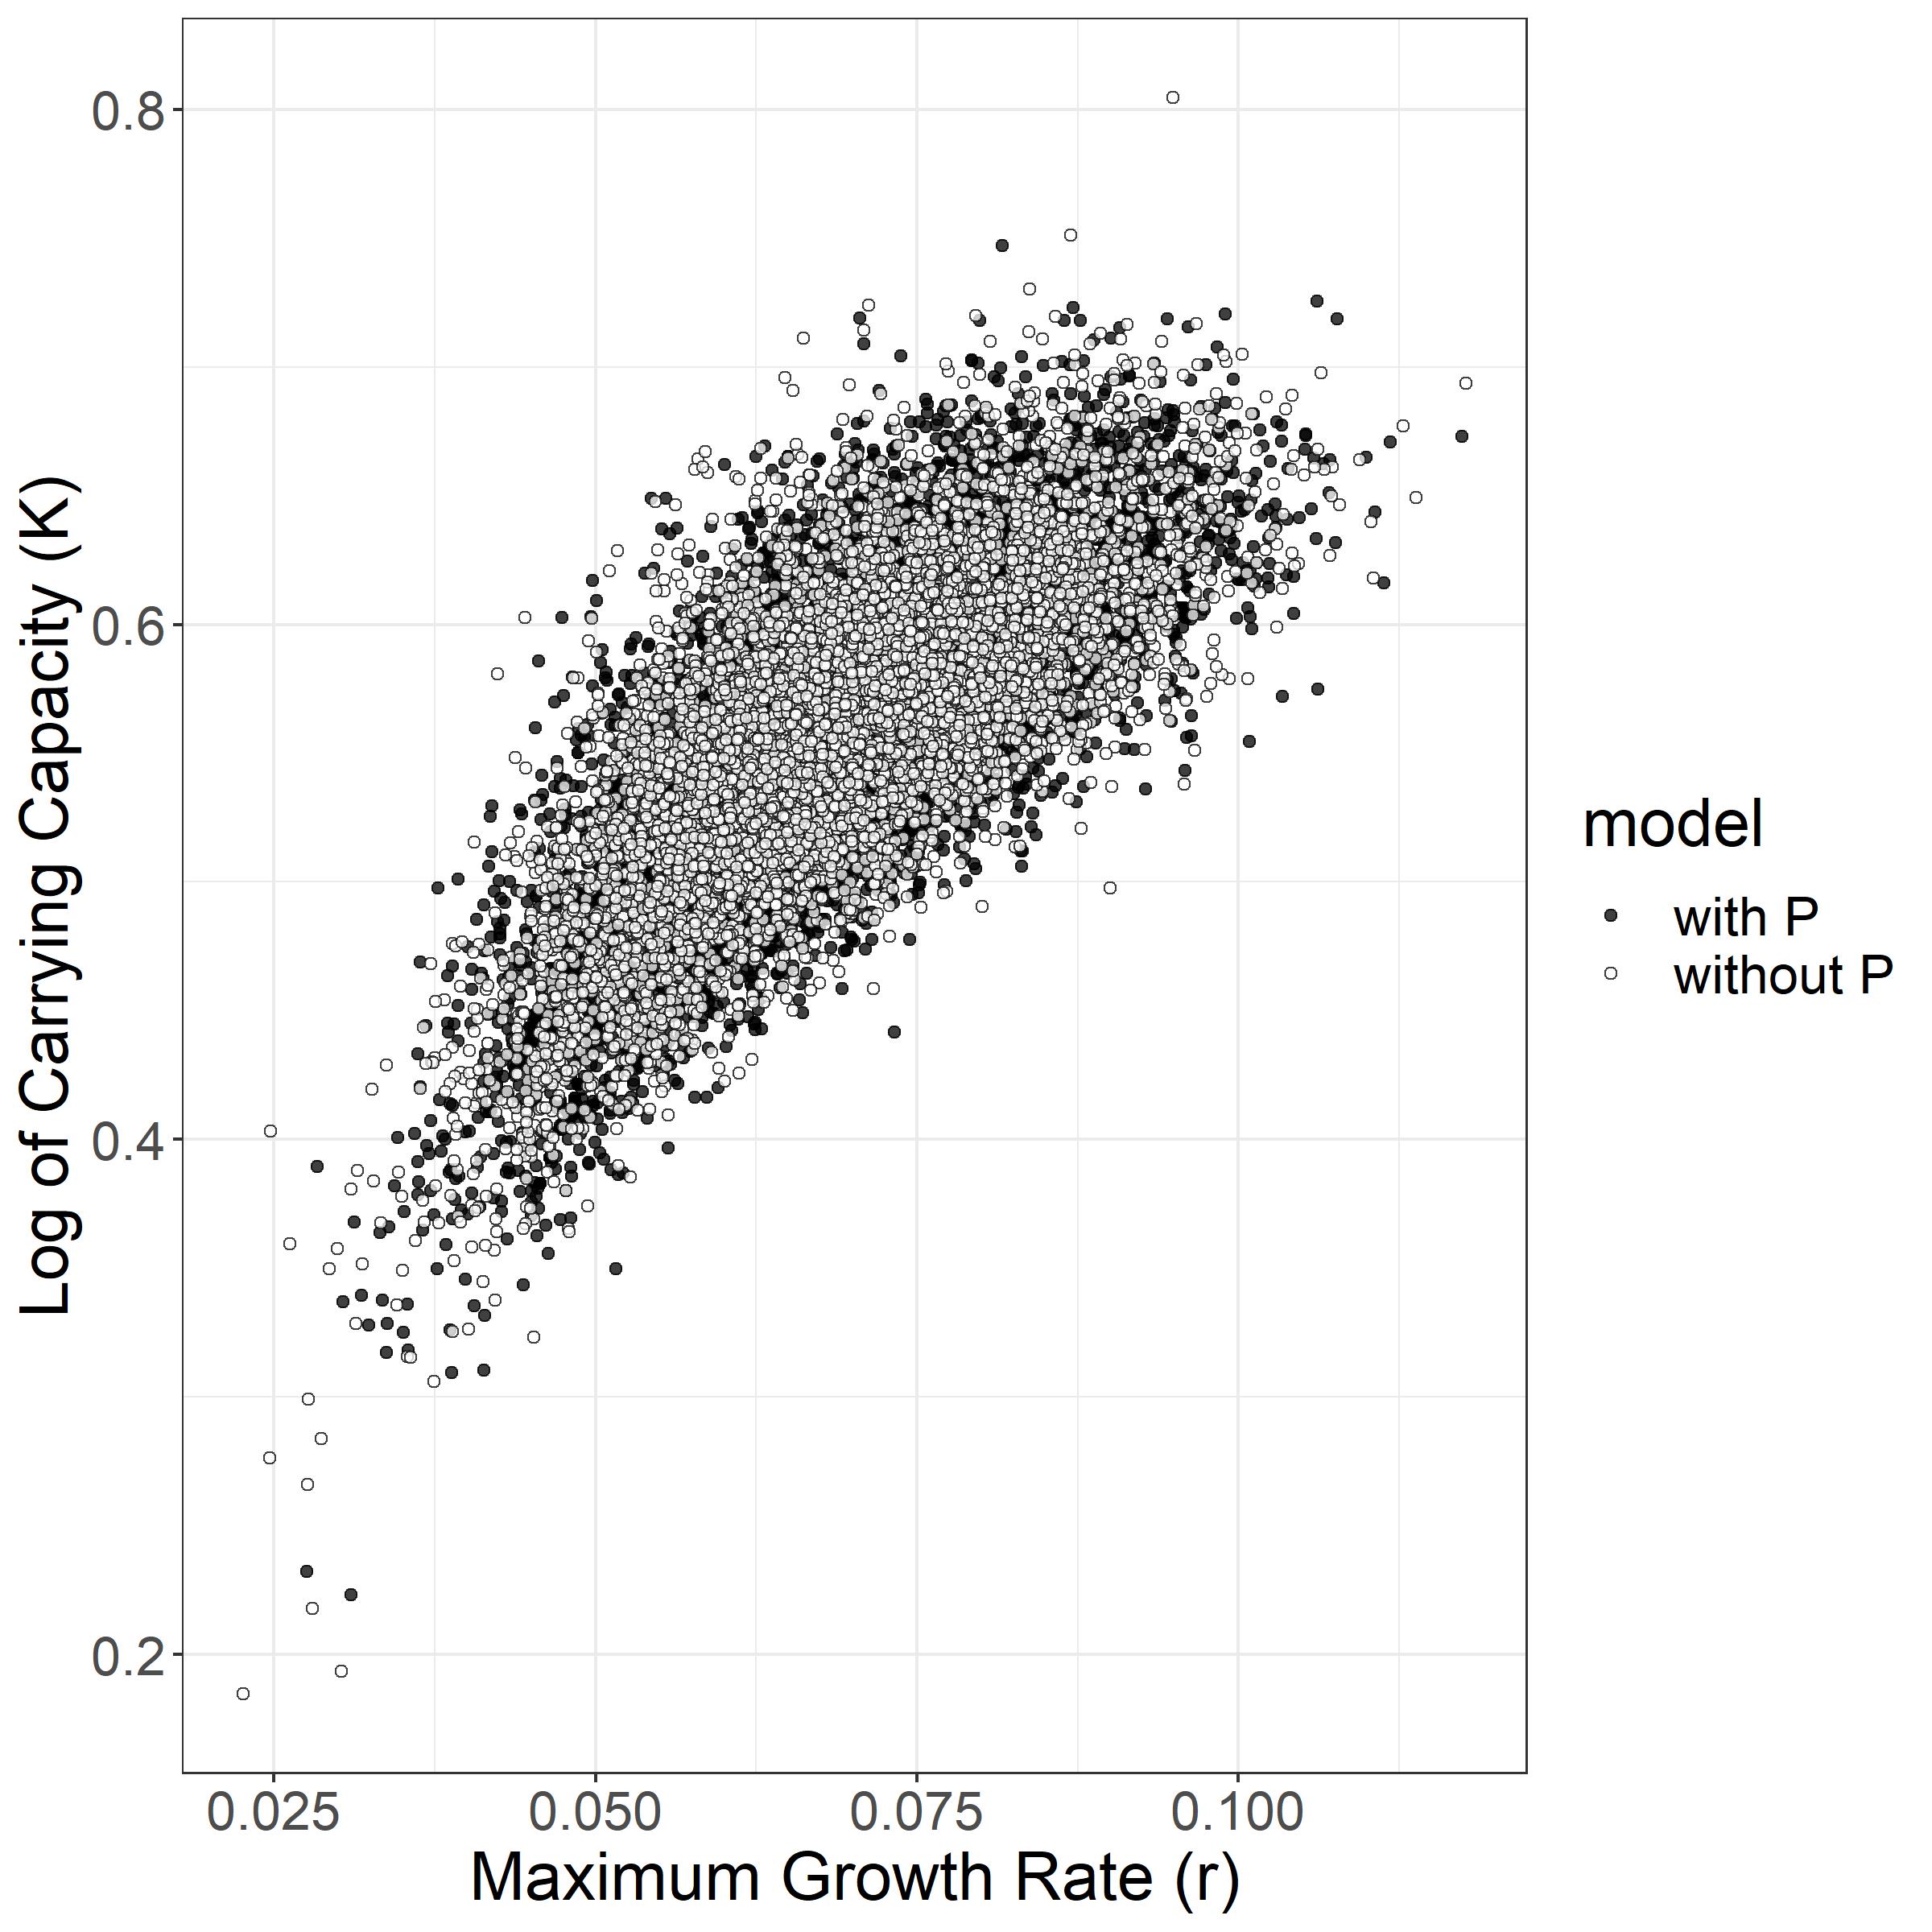 Log of Carrying Capacity (K)
0.8
0.6
0.4
0.2
0.025 0.050 0.075 0.100
Maximum Growth Rate (r)
model
with P
without P